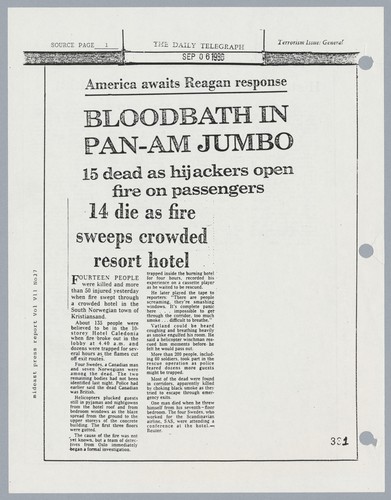 SOURCE PAGE 1
THE DAILY TELEGRAPH
Terrorism Issue: General
SEP 06 1986
America awaits Reagan response
BLOODBATH IN
PAN-AM JUMBO
15 dead as hijackers open
fire on passengers
14 die as fire
sweeps crowded
resort hotel
FOURTEEN PEOPLE
were killed and more
than 50 injured yesterday
when fire swept through
a crowded hotel in the
South Norwegian town of
Kristiansand.
About 135 people were
believed to be in the 10-
storey Hotel Caledonia
when fire broke out in the
lobby at 4.40 a.m. and
dozens were trapped for sev-
eral hours as the flames cut
off exit routes.
Four Swedes, a Canadian man
and seven Norwegians were
among the dead. The two
remaining bodies had not been
identified last night. Police had
earlier said the dead Canadian
was British.
Helicopters plucked guests
still in pyjamas and nightgowns
from the hotel roof and from
bedroom windows as the blaze
spread from the ground to the
upper storeys of the concrete
building. The first three floors
were gutted.
The cause of the fire was not
yet known, but a team of detec-
tives from Oslo immediately
began a formal investigation.
trapped inside the burning hotel
for four hours, recorded his
experience on a cassette player
as he waited to be rescued.
He later played the tape to
reporters: "There are people
screaming, they're smashing
windows. It's complete panic
here . . . impossible to get
through the corridor, too much
smoke . . . difficult to breathe."
Vatland could be heard
coughing and breathing heavily
as smoke engulfed his room. He
said a helicopter winchman res-
cued him moments before he
felt he would pass out.
More than 280 people, includ-
ing 60 soldiers, took part in the
rescue operation as police
feared dozens more guests
might be trapped.
Most of the dead were found
in corridors, apparently killed
by choking black smoke as they
tried to escape through emer-
gency exits.
One man died when he threw
himself from his seventh-floor
bedroom. The four Swedes, who
worked for the Scandinavian
airline, SAS, were attending a
conference at the hotel.—
Reuter.
mideast press report Vol VII no37
331